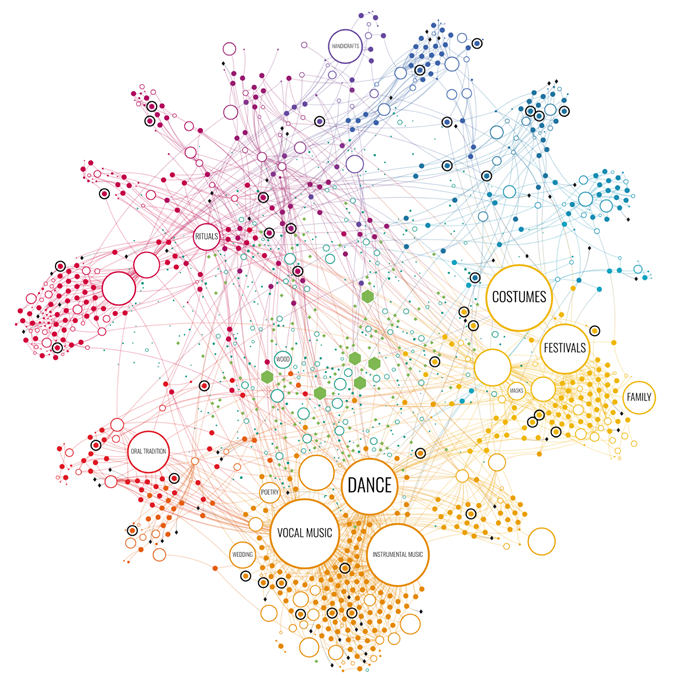 HANDICRAFTS
RITUALS
COSTUMES
FESTIVALS
WOOD
MASKS
FAMILY
ORAL TRADITION
DANCE
POETRY
VOCAL MUSIC
WEDDING
INSTRUMENTAL MUSIC